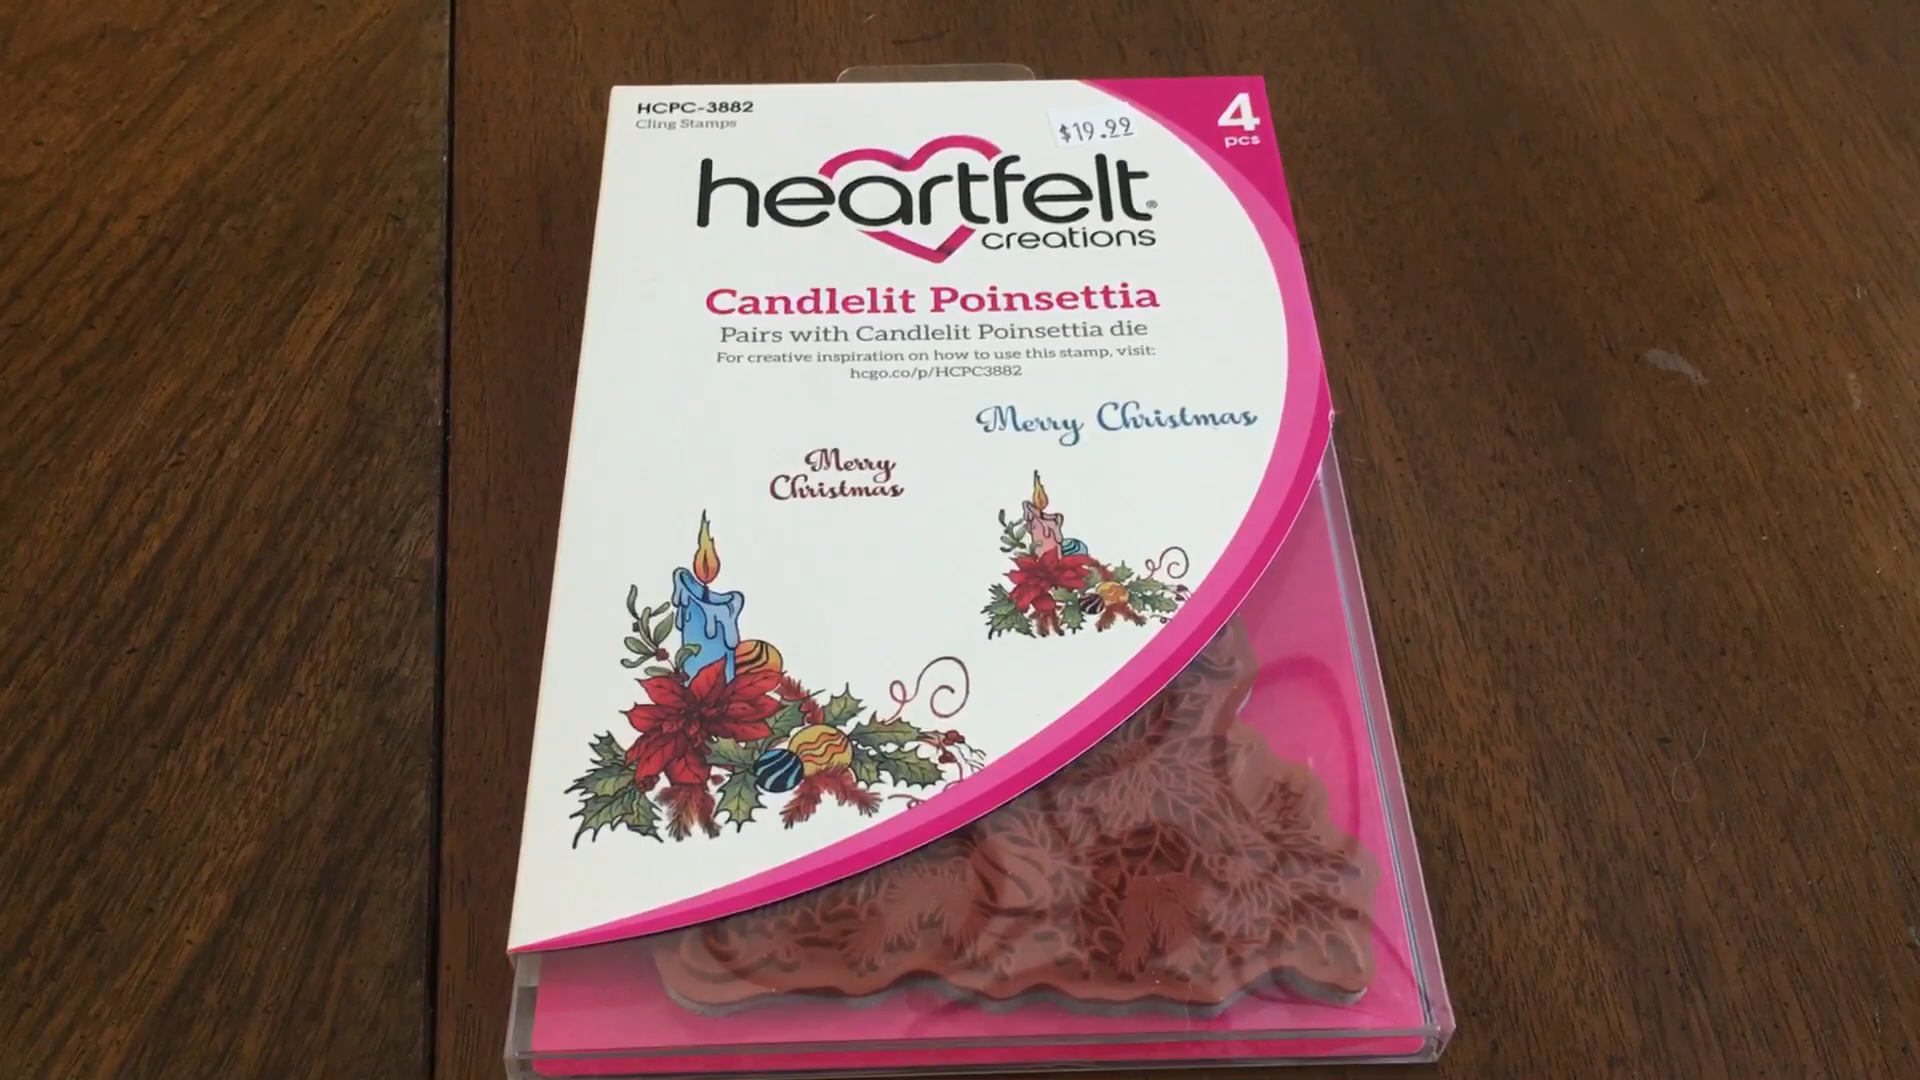 HCPC-3882
Cling Stamps
$19.99
4
pcs
heartfelt®
creations
Candlelit Poinsettia
Pairs with Candlelit Poinsettia die
For creative inspiration on how to use this stamp, visit:
hcgo.co/p/HCPC3882
Merry Christmas
Merry
Christmas